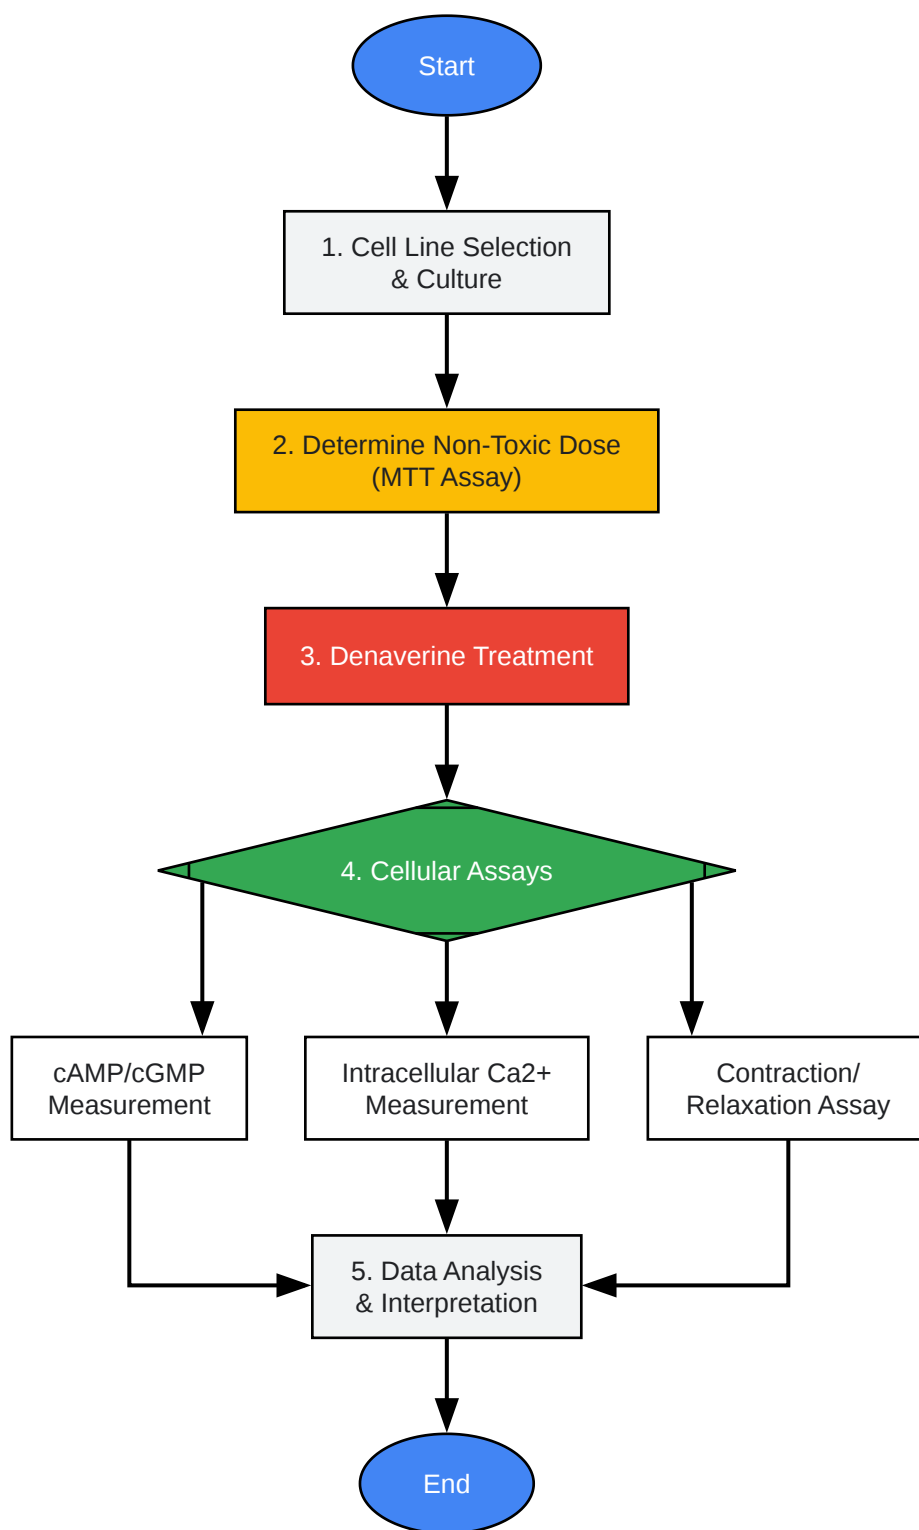 Start
1. Cell Line Selection
& Culture
2. Determine Non-Toxic Dose
(MTT Assay)
3. Denaverine Treatment
4. Cellular Assays
cAMP/cGMP
Measurement
Intracellular Ca2+
Measurement
Contraction/
Relaxation Assay
5. Data Analysis
& Interpretation
End